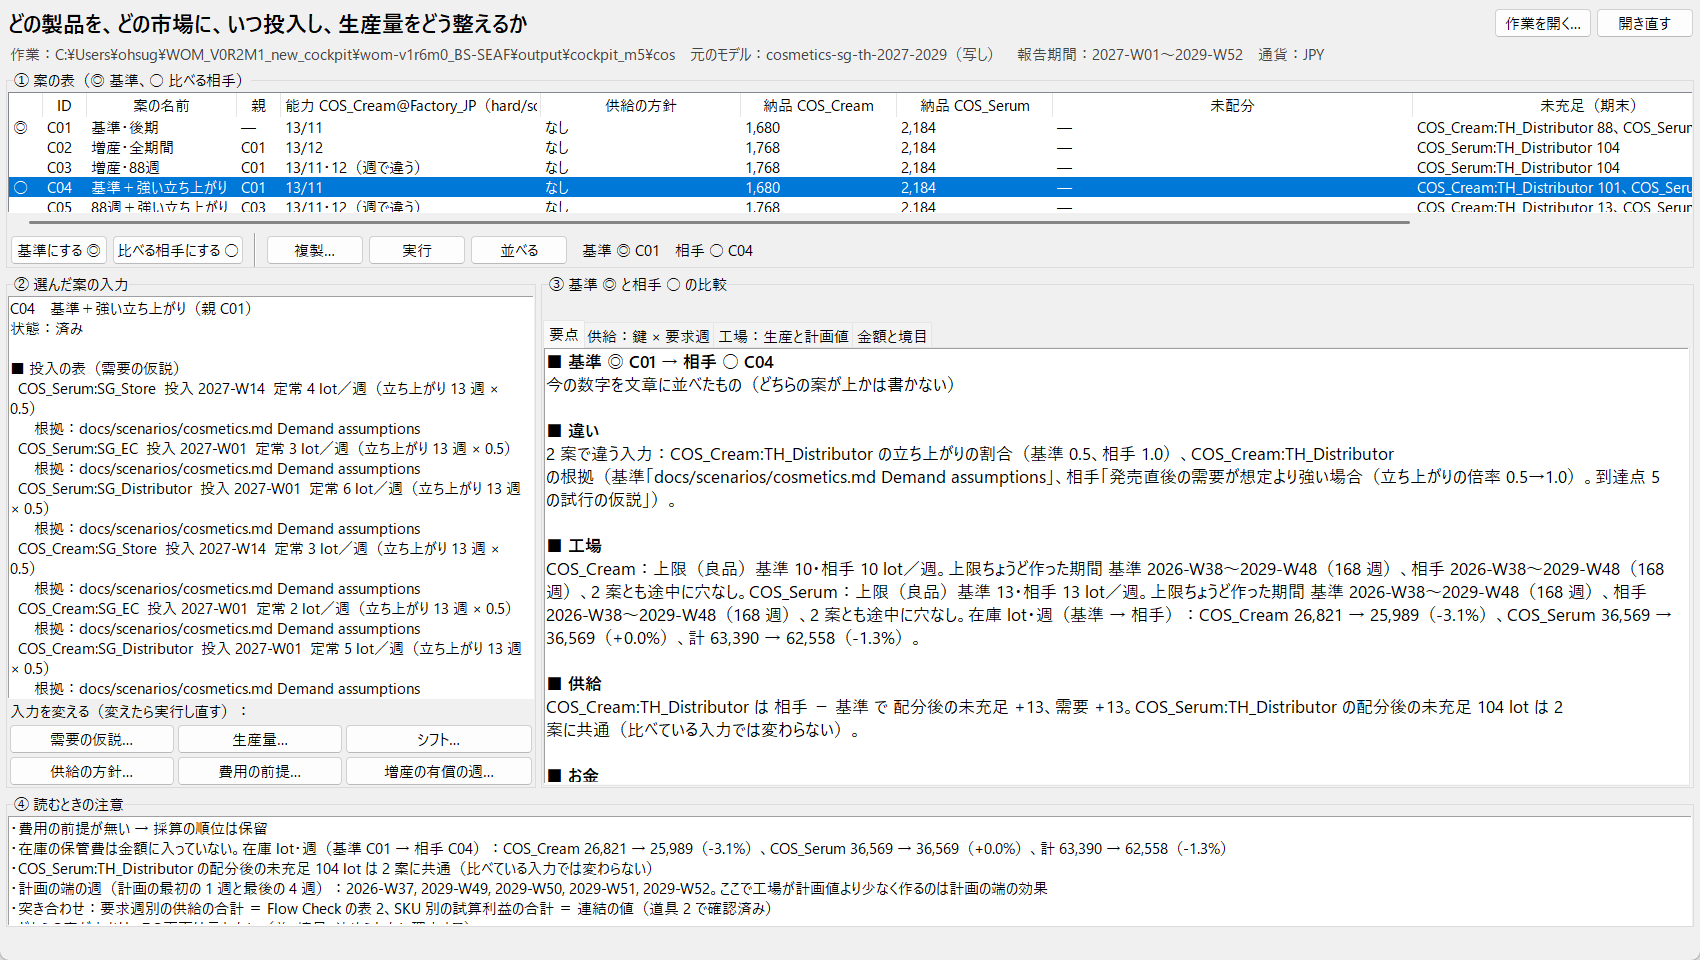 どの製品を、どの市場に、いつ投入し、生産量をどう整えるか
作業を開く... 開き直す
作業：C:¥Users¥ohsug¥WOM_V0R2M1_new_cockpit¥wom-v1r6m0_BS-SEAF¥output¥cockpit_m5¥cos 元のモデル：cosmetics-sg-th-2027-2029（写し） 報告期間：2027-W01～2029-W52 通貨：JPY
① 案の表（◎ 基準、○ 比べる相手）
ID 案の名前 親 能力 COS_Cream@Factory_JP（hard/sc 供給の方針 納品 COS_Cream 納品 COS_Serum 未配分 未充足（期末）
◎ C01 基準・後期 — 13/11 なし 1,680 2,184 — COS_Cream:TH_Distributor 88、COS_Serum
C02 増産・全期間 C01 13/12 なし 1,768 2,184 — COS_Serum:TH_Distributor 104
C03 増産・88週 C01 13/11・12（週で違う） なし 1,768 2,184 — COS_Serum:TH_Distributor 104
○ C04 基準＋強い立ち上がり C01 13/11 なし 1,680 2,184 — COS_Cream:TH_Distributor 101、COS_Seru
C05 88週＋強い立ち上がり C03 13/11・12（週で違う） なし 1,768 2,184 — COS_Cream:TH_Distributor 13、COS_Serum
基準にする ◎ 比べる相手にする ○ 複製... 実行 並べる 基準 ◎ C01 相手 ○ C04
② 選んだ案の入力
C04 基準＋強い立ち上がり（親 C01）
状態：済み
■ 投入の表（需要の仮説）
COS_Serum:SG_Store 投入 2027-W14 定常 4 lot／週（立ち上がり 13 週 ×
0.5）
根拠：docs/scenarios/cosmetics.md Demand assumptions
COS_Serum:SG_EC 投入 2027-W01 定常 3 lot／週（立ち上がり 13 週 × 0.5）
根拠：docs/scenarios/cosmetics.md Demand assumptions
COS_Serum:SG_Distributor 投入 2027-W01 定常 6 lot／週（立ち上がり 13 週
× 0.5）
根拠：docs/scenarios/cosmetics.md Demand assumptions
COS_Cream:SG_Store 投入 2027-W14 定常 3 lot／週（立ち上がり 13 週 ×
0.5）
根拠：docs/scenarios/cosmetics.md Demand assumptions
COS_Cream:SG_EC 投入 2027-W01 定常 2 lot／週（立ち上がり 13 週 × 0.5）
根拠：docs/scenarios/cosmetics.md Demand assumptions
COS_Cream:SG_Distributor 投入 2027-W01 定常 5 lot／週（立ち上がり 13 週
× 0.5）
根拠：docs/scenarios/cosmetics.md Demand assumptions
入力を変える（変えたら実行し直す）：
需要の仮説... 生産量... シフト...
供給の方針... 費用の前提... 増産の有償の週...
③ 基準 ◎ と相手 ○ の比較
要点 供給：鍵 × 要求週 工場：生産と計画値 金額と境目
■ 基準 ◎ C01 → 相手 ○ C04
今の数字を文章に並べたもの（どちらの案が上かは書かない）
■ 違い
2 案で違う入力：COS_Cream:TH_Distributor の立ち上がりの割合（基準 0.5、相手 1.0）、COS_Cream:TH_Distributor
の根拠（基準「docs/scenarios/cosmetics.md Demand assumptions」、相手「発売直後の需要が想定より強い場合（立ち上がりの倍率 0.5→1.0）。到達点 5
の試行の仮説」）。
■ 工場
COS_Cream：上限（良品）基準 10・相手 10 lot／週。上限ちょうど作った期間 基準 2026-W38～2029-W48（168 週）、相手 2026-W38～2029-W48（168
週）、2 案とも途中に穴なし。COS_Serum：上限（良品）基準 13・相手 13 lot／週。上限ちょうど作った期間 基準 2026-W38～2029-W48（168 週）、相手
2026-W38～2029-W48（168 週）、2 案とも途中に穴なし。在庫 lot・週（基準 → 相手）：COS_Cream 26,821 → 25,989（-3.1%）、COS_Serum 36,569 →
36,569（+0.0%）、計 63,390 → 62,558（-1.3%）。
■ 供給
COS_Cream:TH_Distributor は 相手 － 基準 で 配分後の未充足 +13、需要 +13。COS_Serum:TH_Distributor の配分後の未充足 104 lot は 2
案に共通（比べている入力では変わらない）。
■ お金
④ 読むときの注意
・費用の前提が無い → 採算の順位は保留
・在庫の保管費は金額に入っていない。在庫 lot・週（基準 C01 → 相手 C04）：COS_Cream 26,821 → 25,989（-3.1%）、COS_Serum 36,569 → 36,569（+0.0%）、計 63,390 → 62,558（-1.3%）
・COS_Serum:TH_Distributor の配分後の未充足 104 lot は 2 案に共通（比べている入力では変わらない）
・計画の端の週（計画の最初の 1 週と最後の 4 週）：2026-W37, 2029-W49, 2029-W50, 2029-W51, 2029-W52。ここで工場が計画値より少なく作るのは計画の端の効果
・突き合わせ：要求週別の供給の合計 ＝ Flow Check の表 2、SKU 別の試算利益の合計 ＝ 連結の値（道具 2 で確認済み）